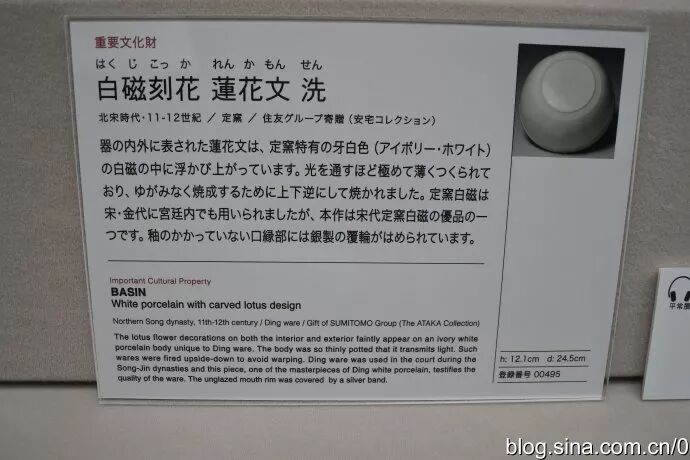 重要文化財
はくじこっか れんかもん せん
白磁刻花 蓮花文 洗
北宋時代・11-12世紀 / 定窯 / 住友グループ寄贈(安宅コレクション)
器の内外に表された蓮花文は、定窯特有の牙白色(アイボリー・ホワイト)
の白磁の中に浮かび上がっています。光を通すほど極めて薄くつくられて
おり、ゆがみなく焼成するために上下逆にして焼かれました。定窯白磁は
宋・金代に宮廷内でも用いられましたが、本作は宋代定窯白磁の優品の一
つです。釉のかかっていない口縁部には銀製の覆輪がはめられています。
Important Cultural Property
BASIN
White porcelain with carved lotus design
Northern Song dynasty, 11th-12th century / Ding ware / Gift of SUMITOMO Group (The ATAKA Collection)
The lotus flower decorations on both the interior and exterior faintly appear on an ivory white
porcelain body unique to Ding ware. The body was so thinly potted that it transmits light. Such
wares were fired upside-down to avoid warping. Ding ware was used in the court during the
Song-Jin dynasties and this piece, one of the masterpieces of Ding white porcelain, testifies the
quality of the ware. The unglazed mouth rim was covered by a silver band.
h: 12.1cm d: 24.5cm
登録番号 00495
平常展
blog.sina.com.cn/0